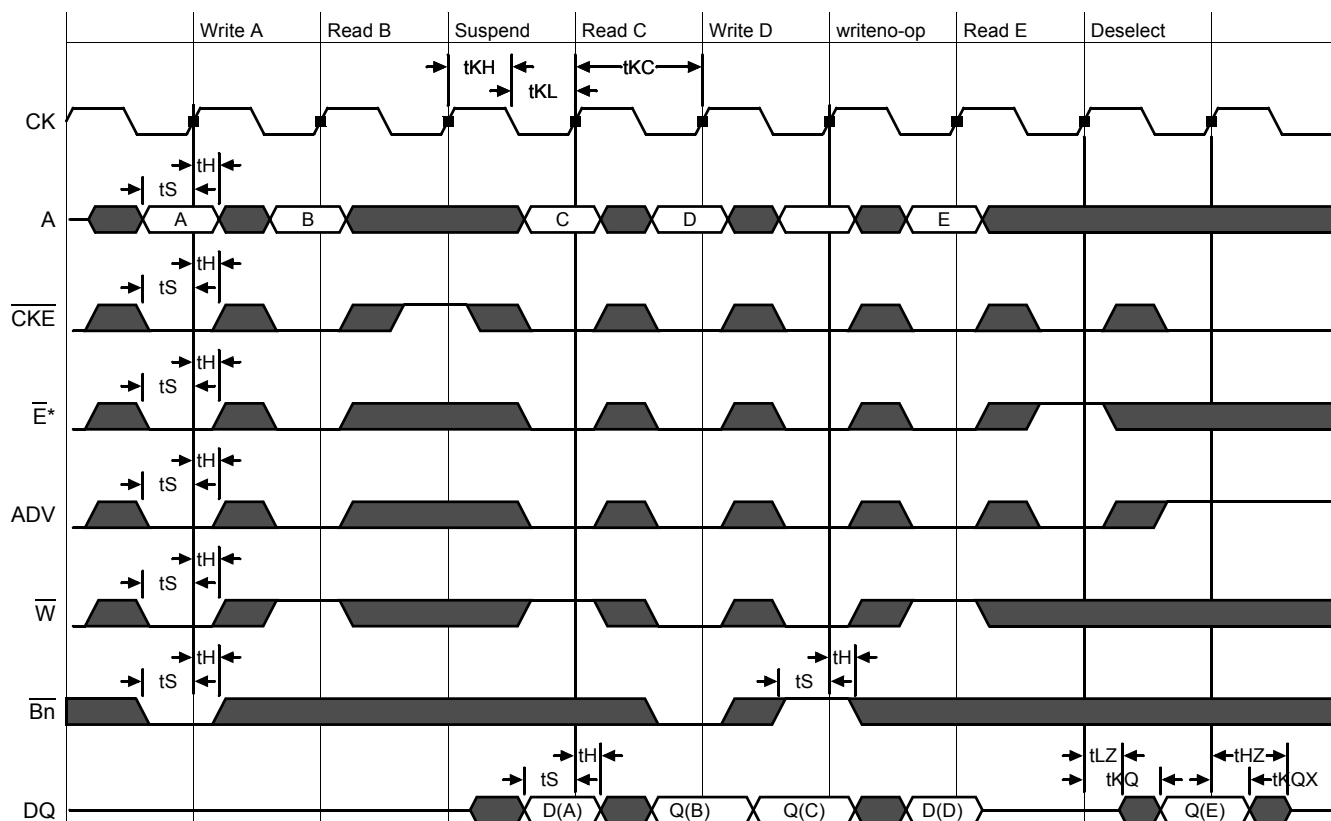 Write A Read B Suspend Read C Write D writeno-op Read E Deselect
tKH tKC
tKL
CK
tH
tS
A A B C D E
tH
tS
CKE
tH
tS
E*
tH
tS
ADV
tH
tS
W
tH tH
tS tS
Bn
tH tLZ tHZ
tS tKQ tKQX
DQ D(A) Q(B) Q(C) D(D) Q(E)